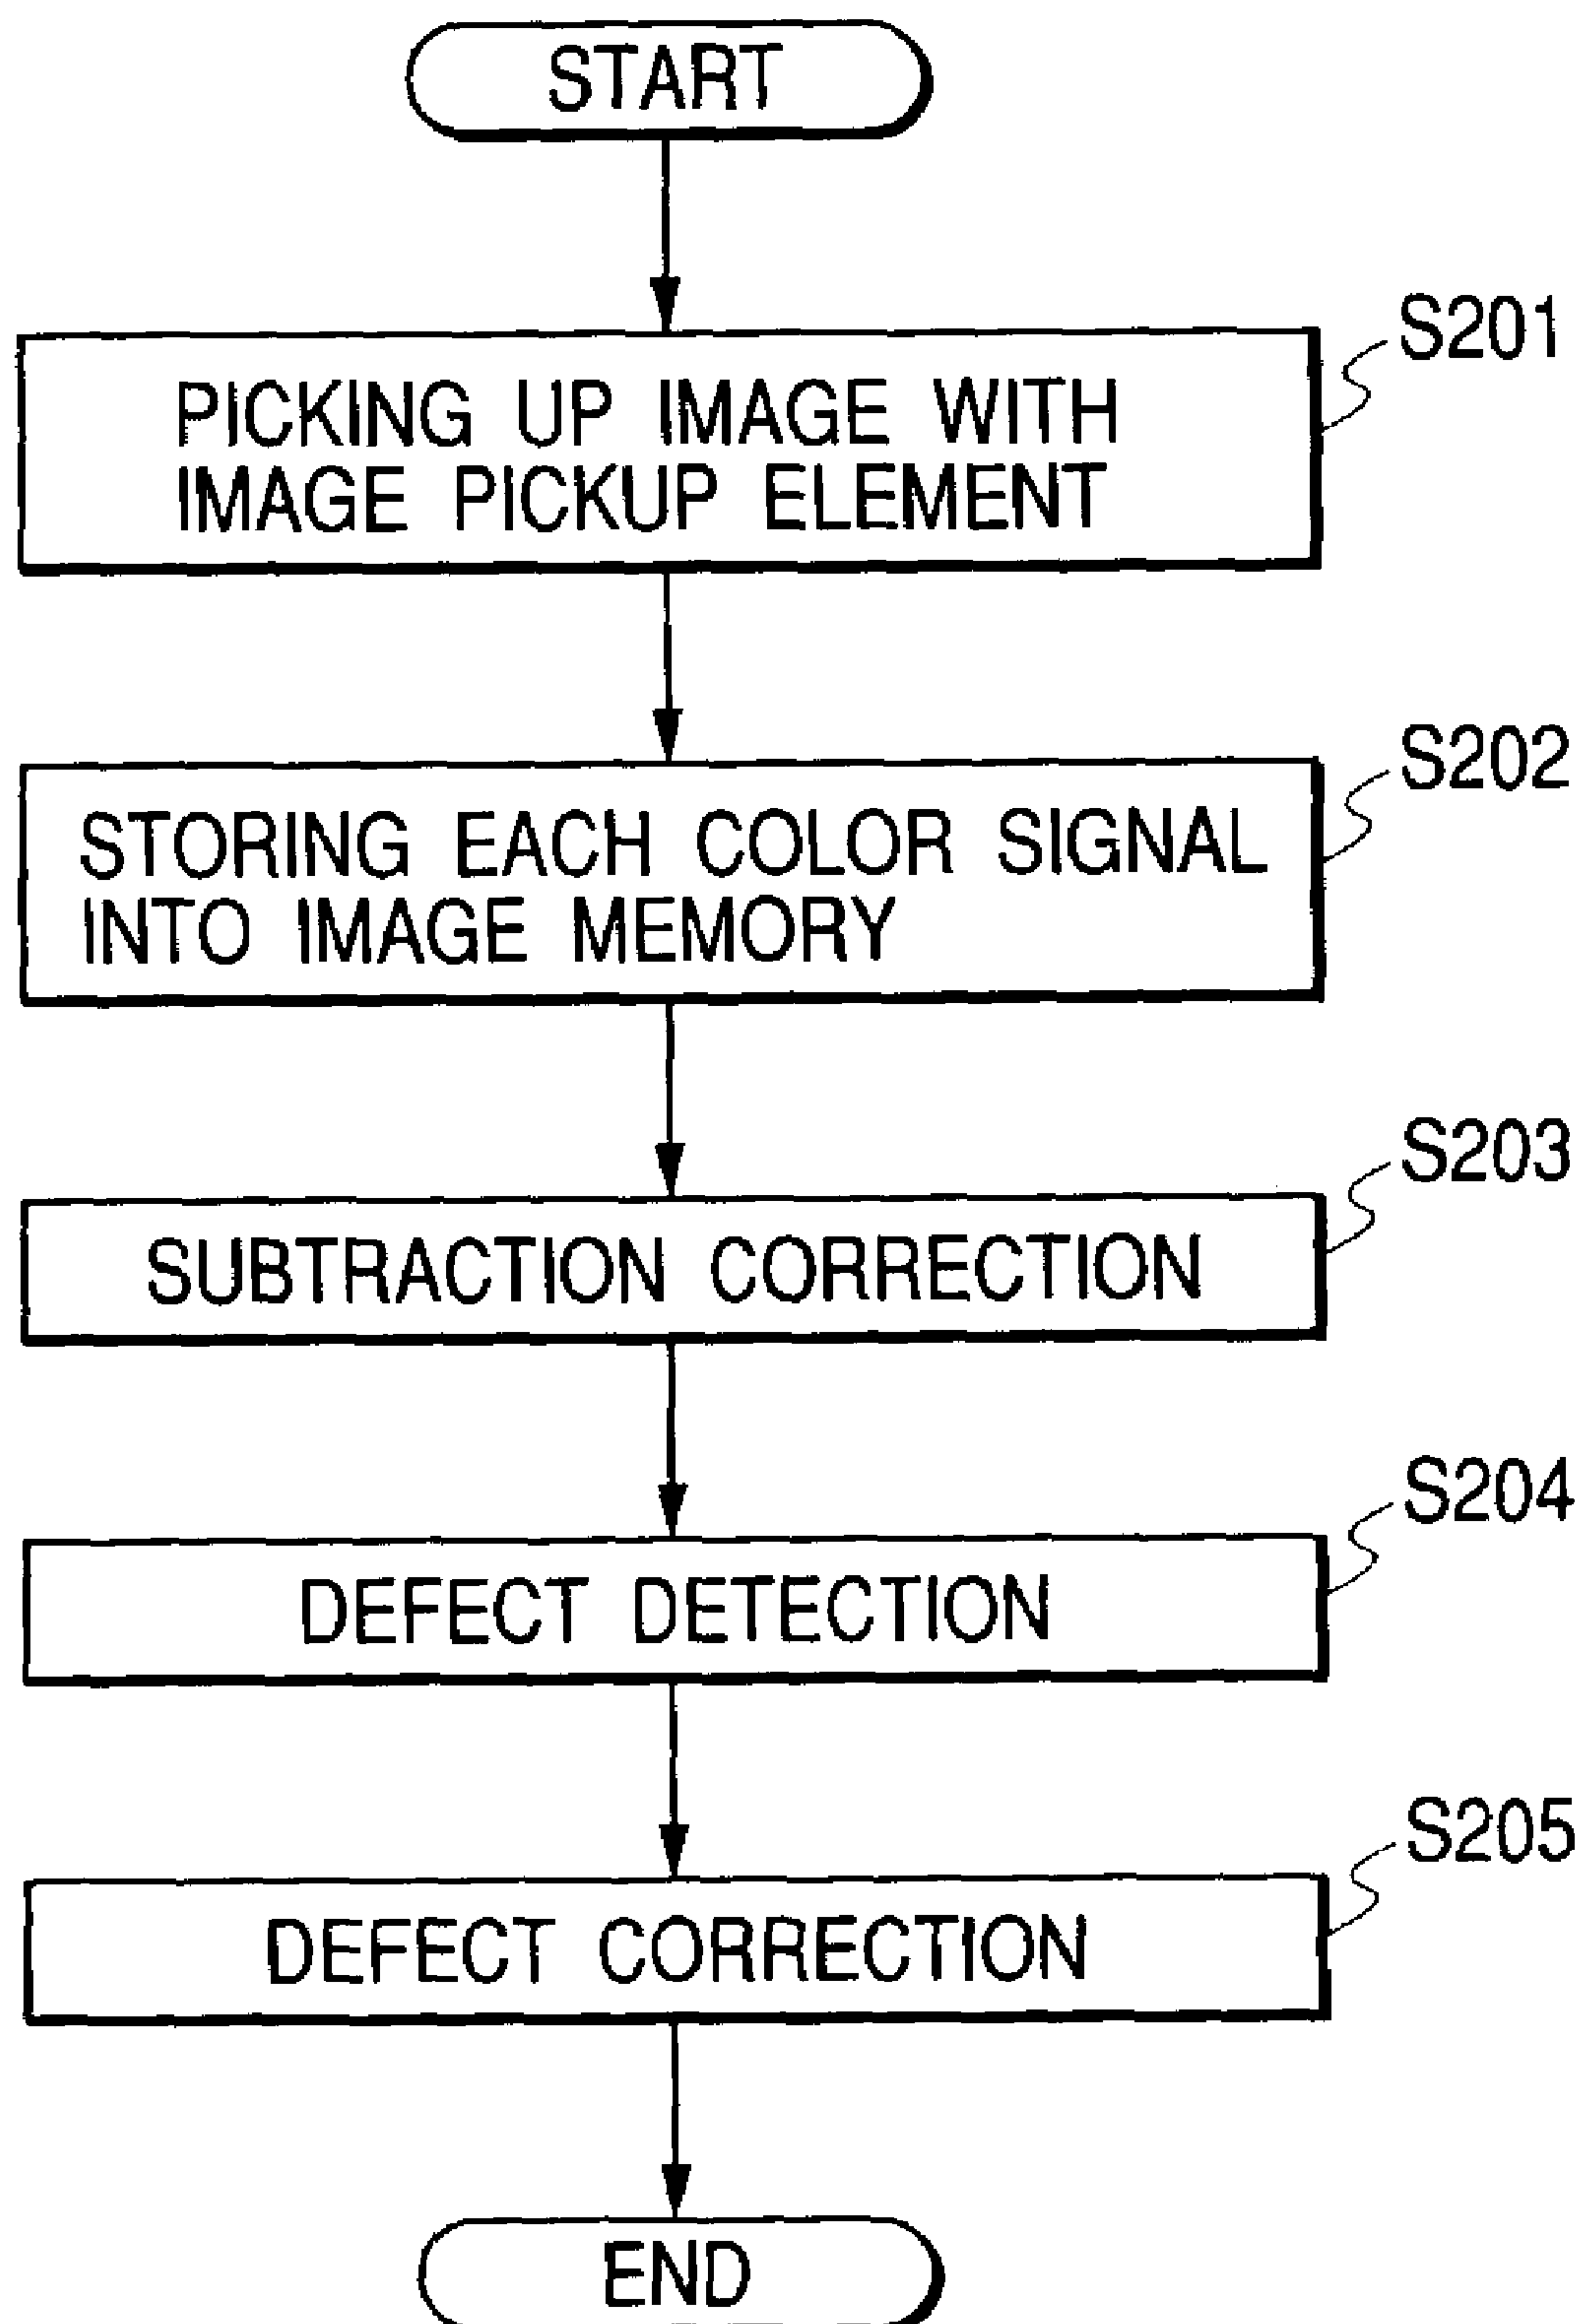 START
S201
PICKING UP IMAGE WITH
IMAGE PICKUP ELEMENT
S202
STORING EACH COLOR SIGNAL
INTO IMAGE MEMORY
S203
SUBTRACTION CORRECTION
S204
DEFECT DETECTION
S205
DEFECT CORRECTION
END